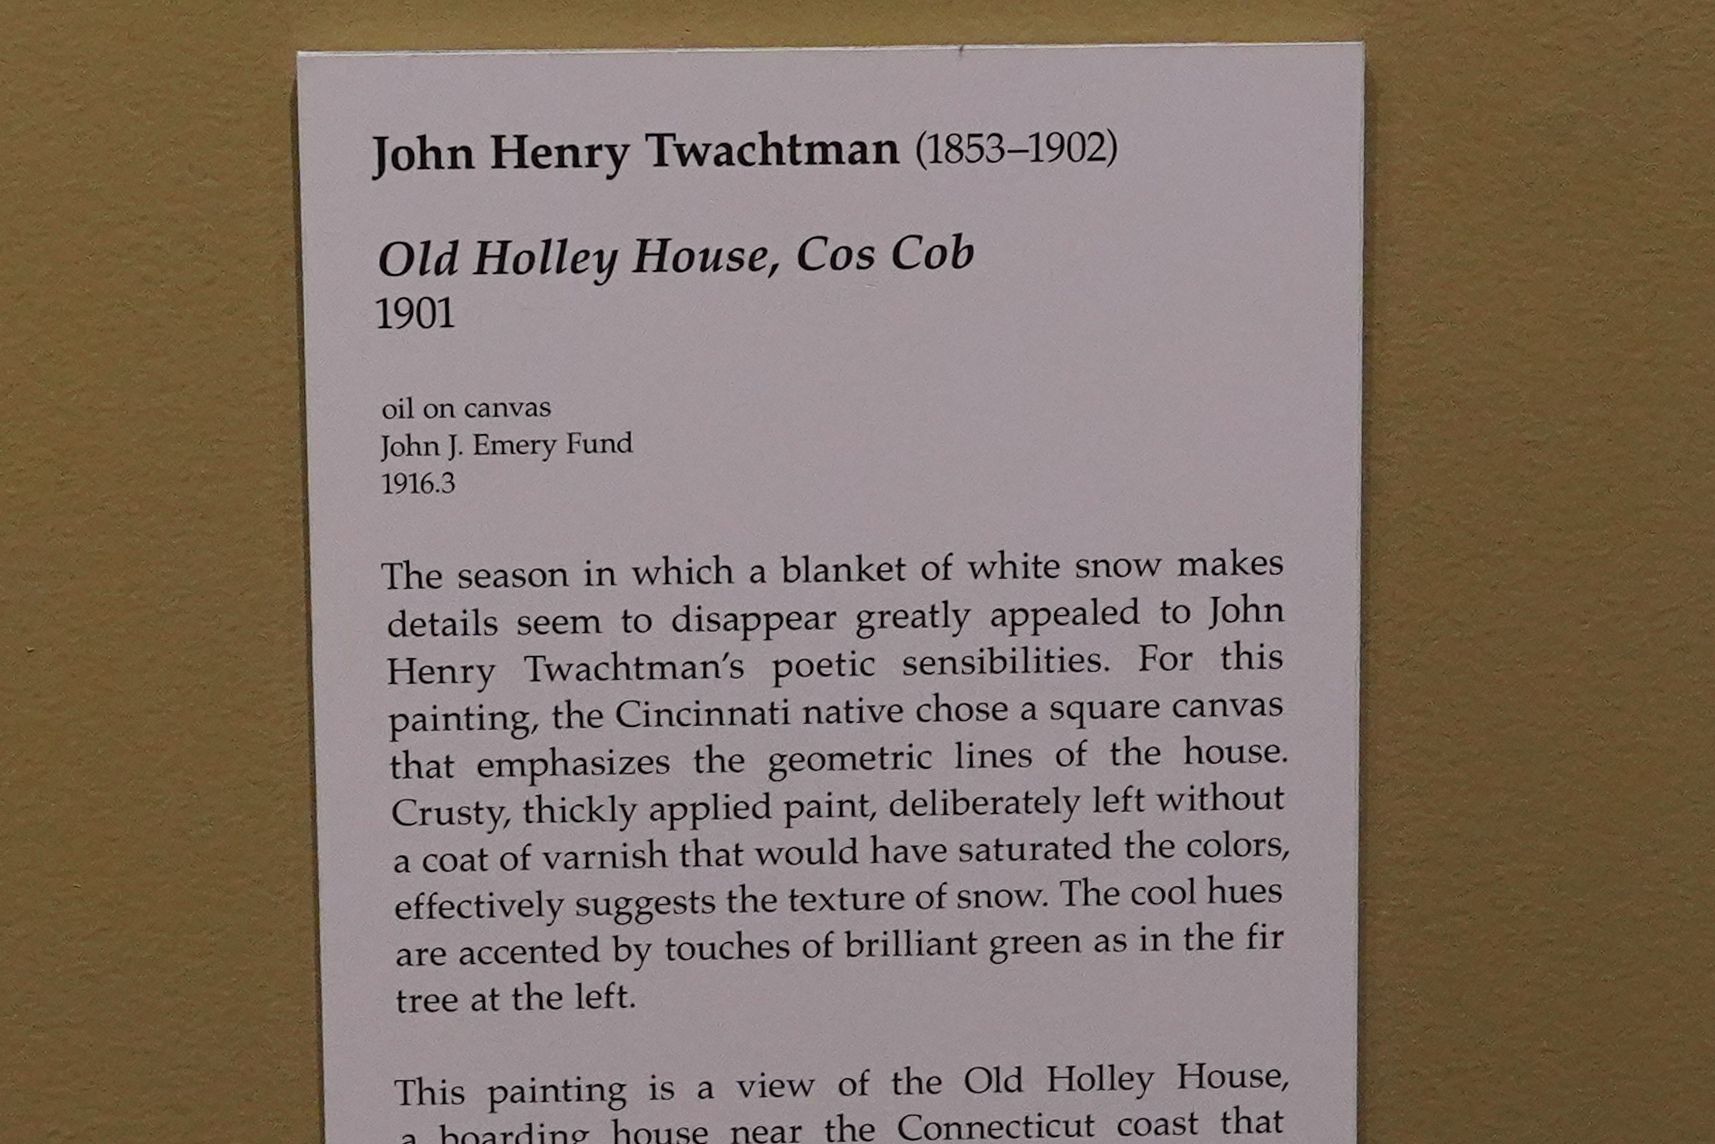 John Henry Twachtman (1853–1902)
Old Holley House, Cos Cob
1901
oil on canvas
John J. Emery Fund
1916.3
The season in which a blanket of white snow makes
details seem to disappear greatly appealed to John
Henry Twachtman's poetic sensibilities. For this
painting, the Cincinnati native chose a square canvas
that emphasizes the geometric lines of the house.
Crusty, thickly applied paint, deliberately left without
a coat of varnish that would have saturated the colors,
effectively suggests the texture of snow. The cool hues
are accented by touches of brilliant green as in the fir
tree at the left.
This painting is a view of the Old Holley House,
a boarding house near the Connecticut coast that